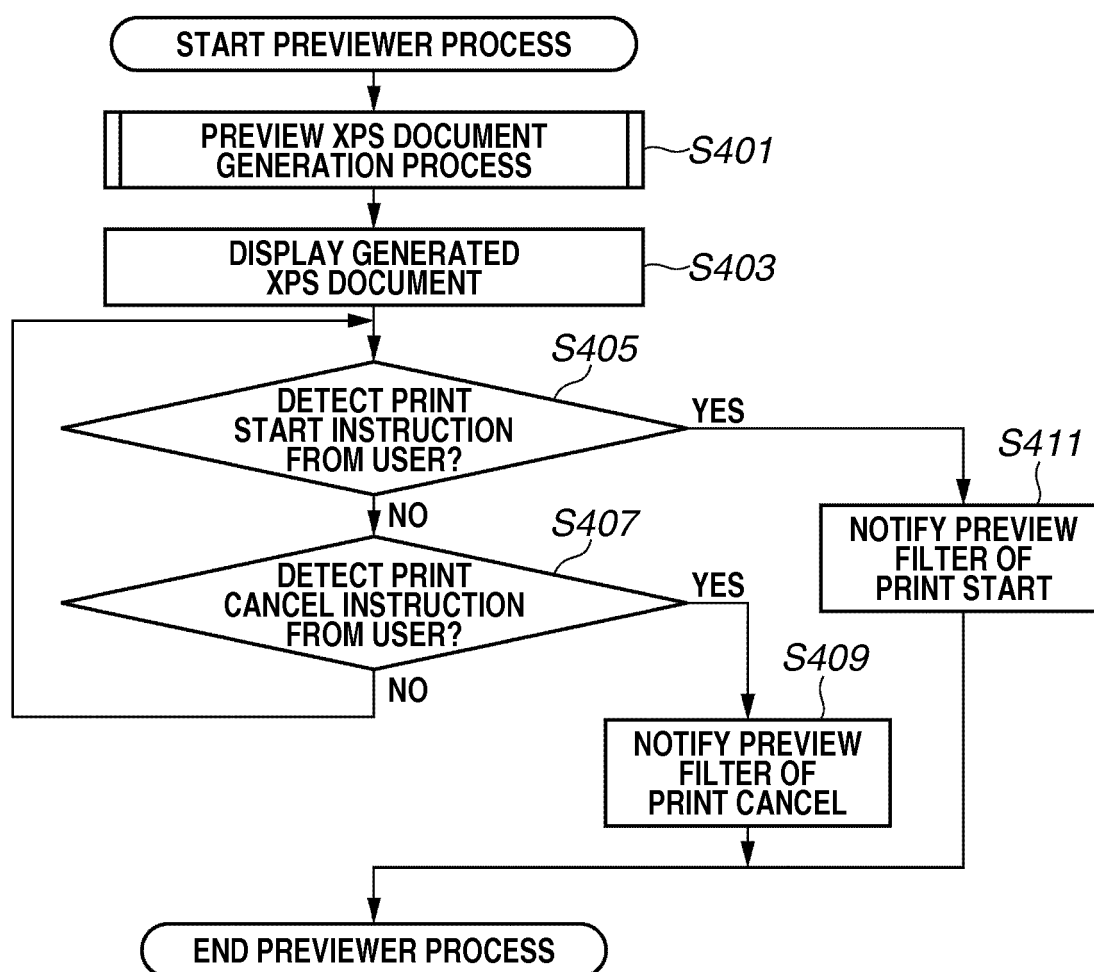 START PREVIEWER PROCESS
PREVIEW XPS DOCUMENT
GENERATION PROCESS
S401
DISPLAY GENERATED
XPS DOCUMENT
S403
S405
DETECT PRINT
START INSTRUCTION
FROM USER?
YES
NO
S411
NOTIFY PREVIEW
FILTER OF
PRINT START
S407
DETECT PRINT
CANCEL INSTRUCTION
FROM USER?
YES
NO
S409
NOTIFY PREVIEW
FILTER OF
PRINT CANCEL
END PREVIEWER PROCESS